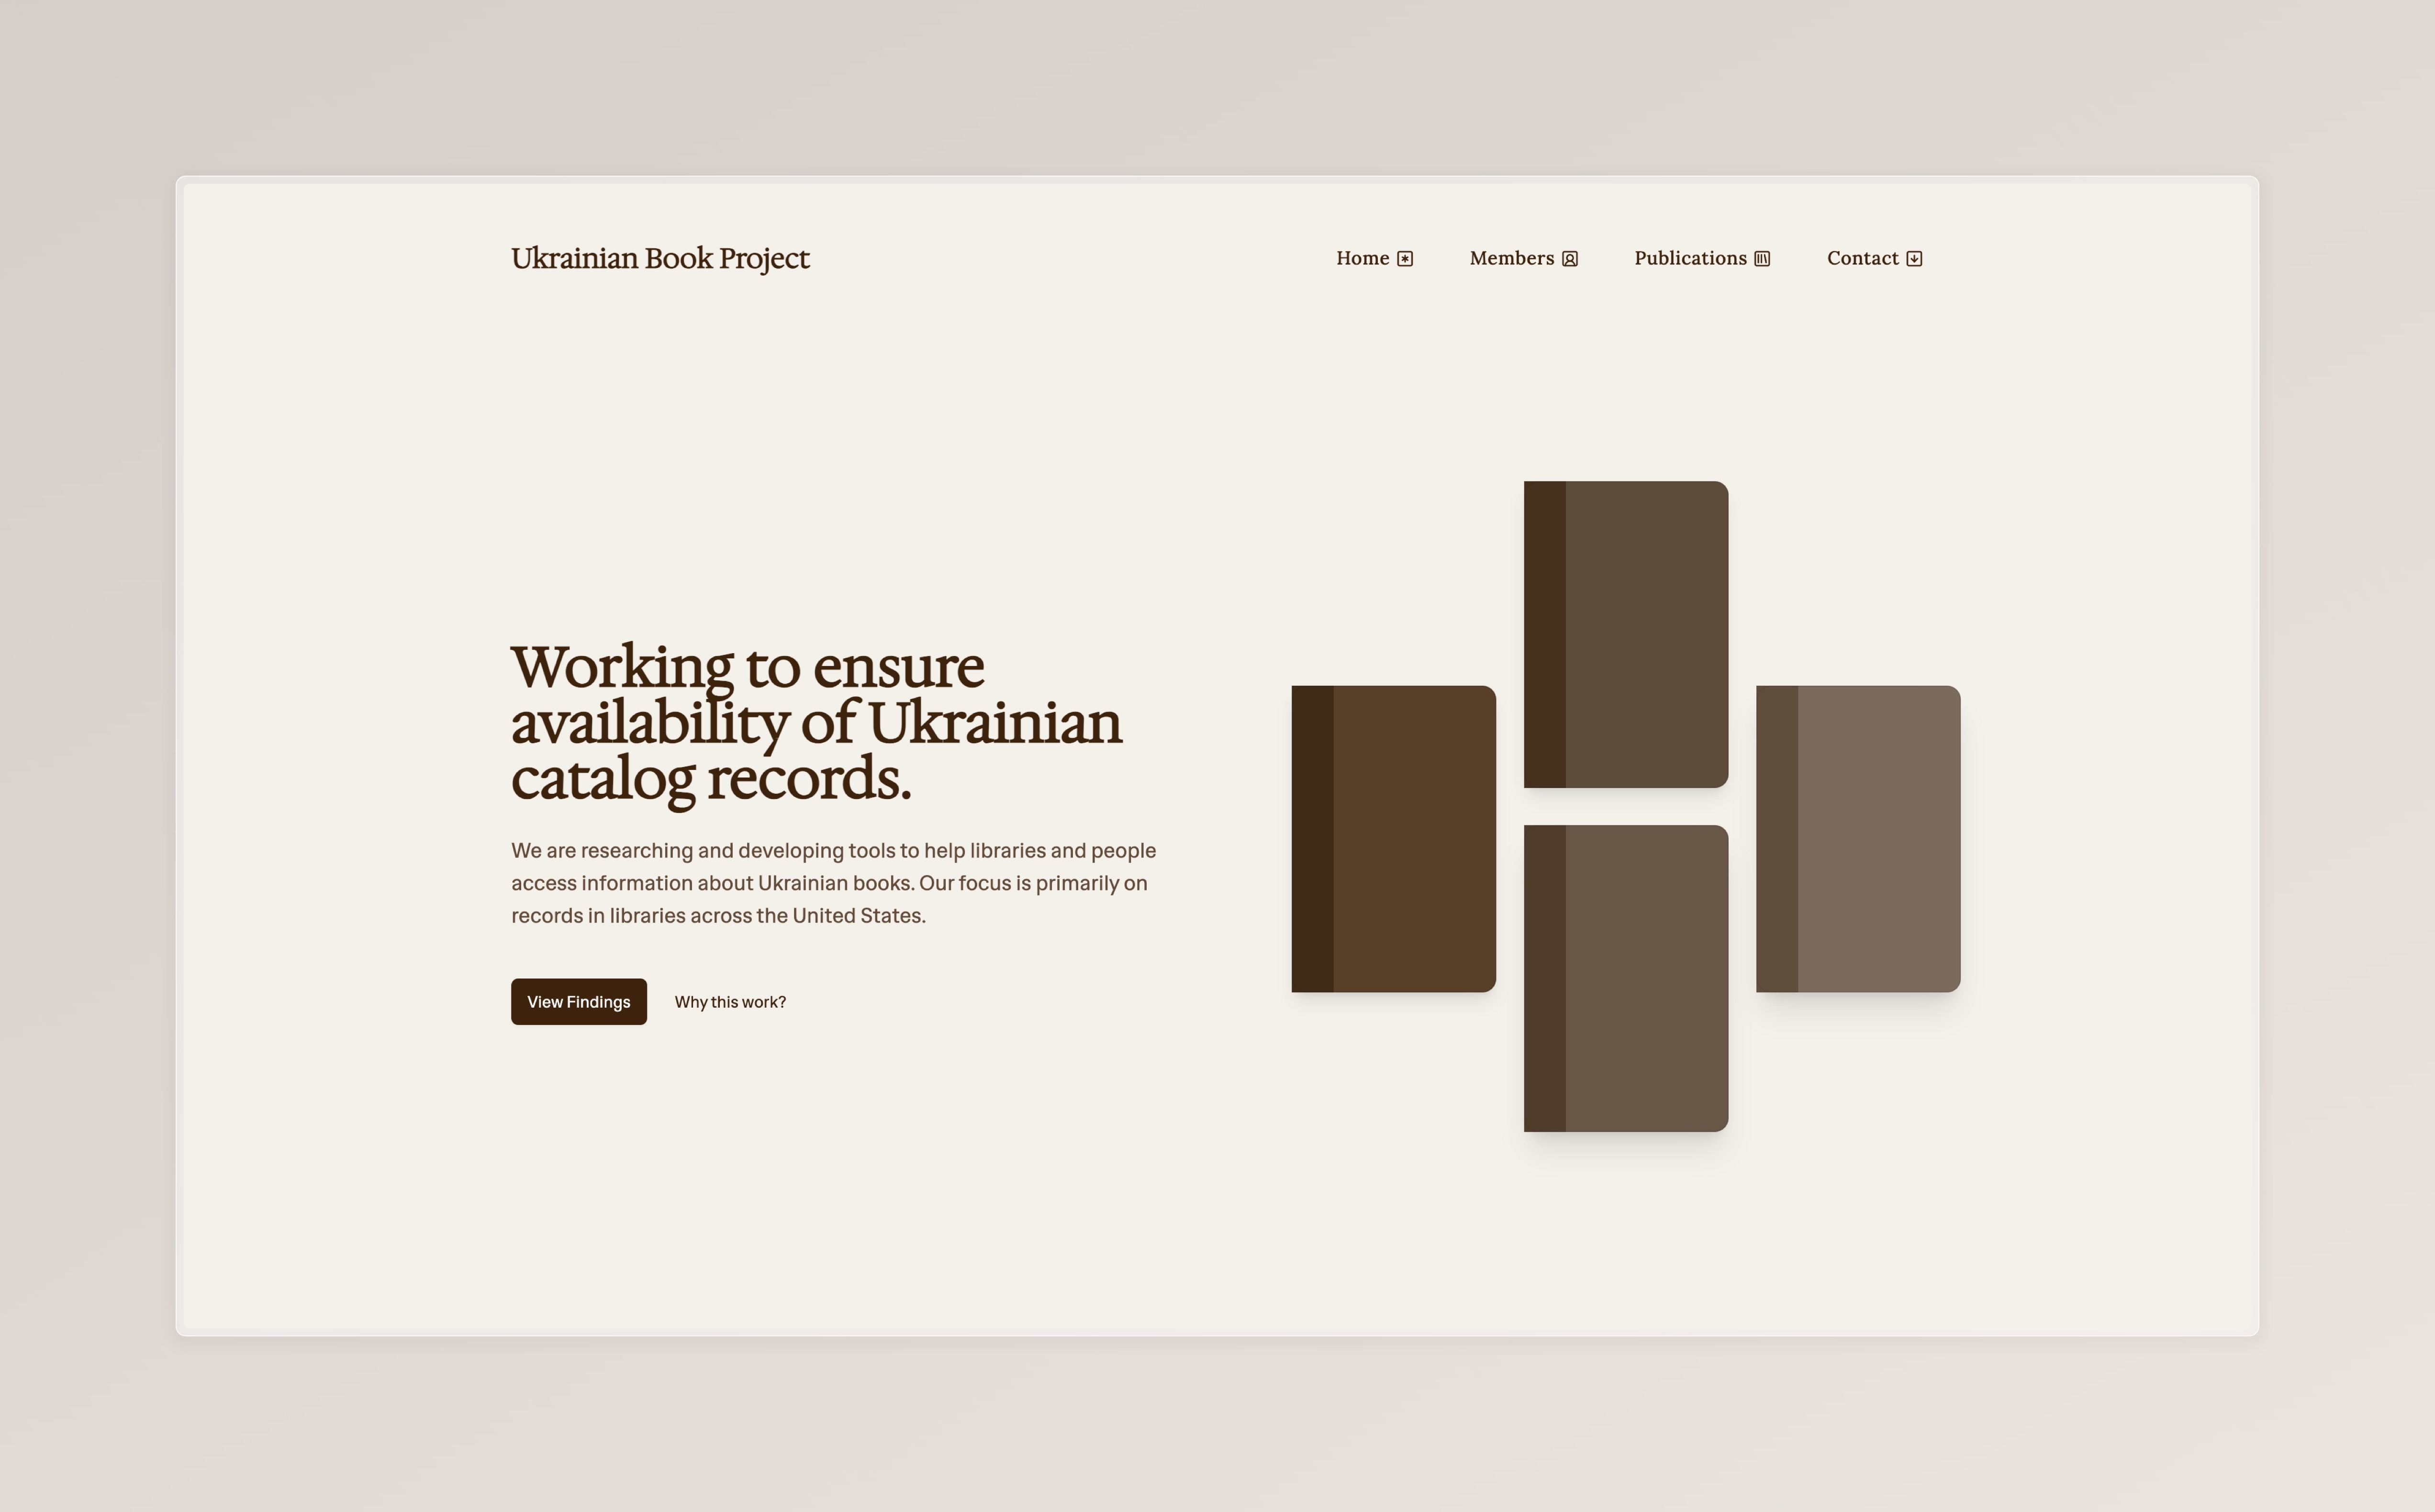 Ukrainian Book Project
Home
Members
Publications
Contact
Working to ensure
availability of Ukrainian
catalog records.
We are researching and developing tools to help libraries and people
access information about Ukrainian books. Our focus is primarily on
records in libraries across the United States.
View Findings
Why this work?